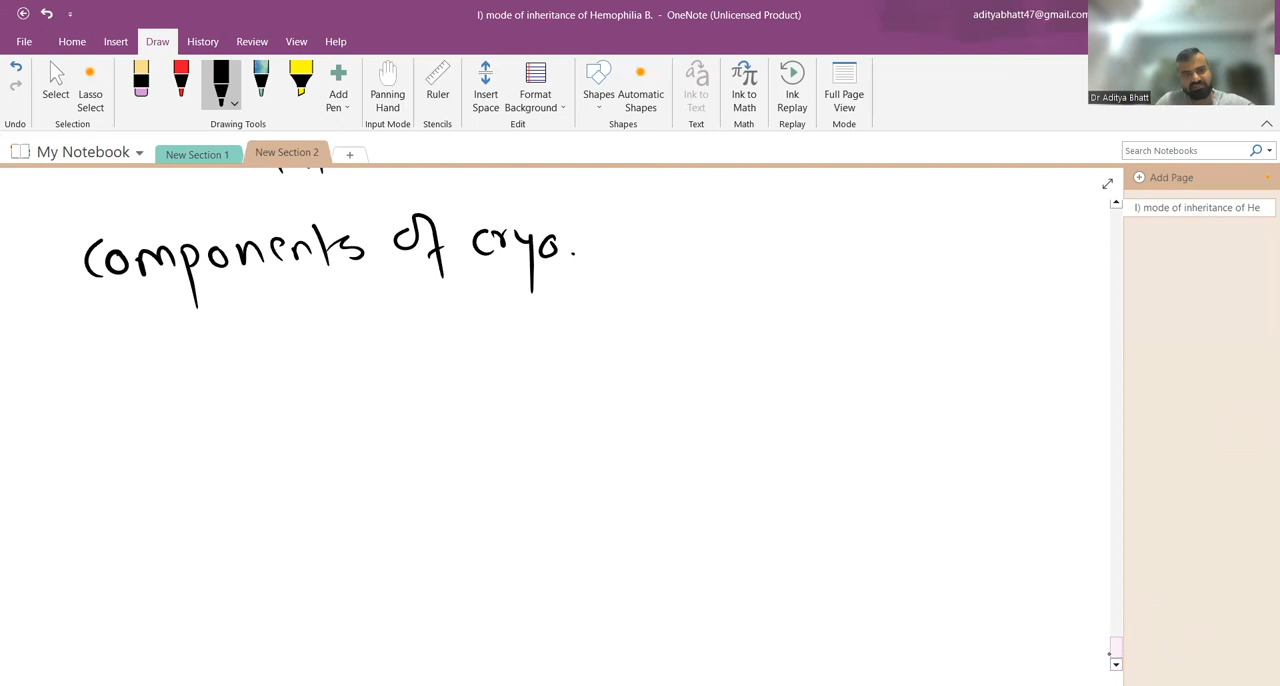 I) mode of inheritance of Hemophilia B. - OneNote (Unlicensed Product)
adityabhatt47@gmail.com
File Home Insert Draw History Review View Help
Select
Lasso Select
Add Pen
Panning Hand
Ruler
Insert Space
Format Background
Shapes
Automatic Shapes
Ink to Text
Ink to Math
Ink Replay
Full Page View
Dr Aditya Bhatt
Undo Selection Drawing Tools Input Mode Stencils Edit Shapes Text Math Replay Mode
My Notebook New Section 1 New Section 2
Search Notebooks
Add Page
I) mode of inheritance of He
components of cryo.